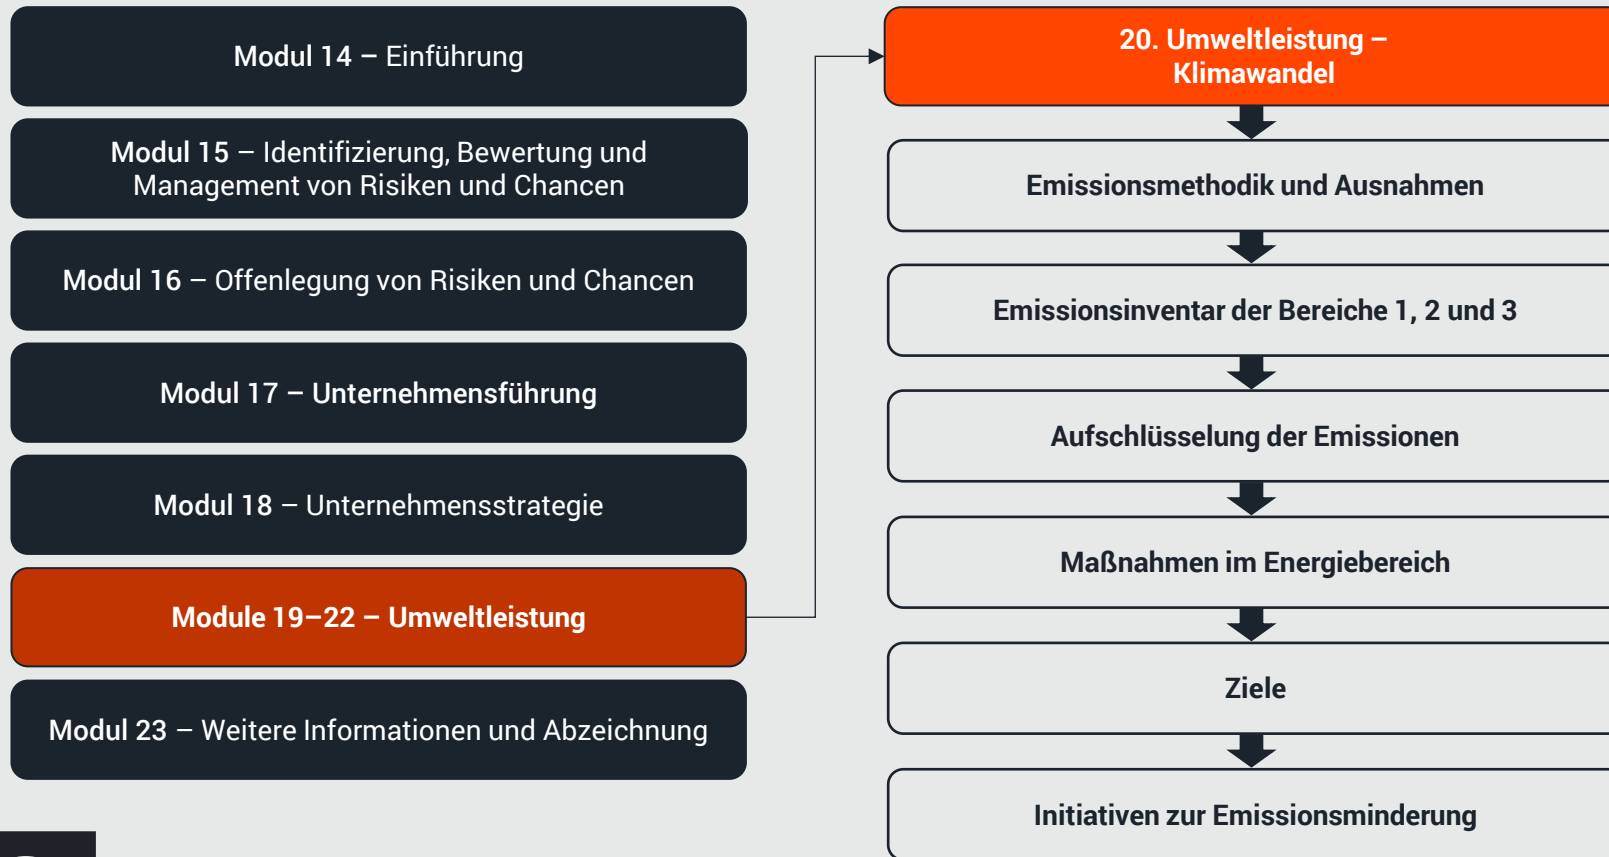 Modul 14 – Einführung
Modul 15 – Identifizierung, Bewertung und
Management von Risiken und Chancen
Modul 16 – Offenlegung von Risiken und Chancen
Modul 17 – Unternehmensführung
Modul 18 – Unternehmensstrategie
Module 19–22 – Umweltleistung
Modul 23 – Weitere Informationen und Abzeichnung
20. Umweltleistung –
Klimawandel
Emissionsmethodik und Ausnahmen
Emissionsinventar der Bereiche 1, 2 und 3
Aufschlüsselung der Emissionen
Maßnahmen im Energiebereich
Ziele
Initiativen zur Emissionsminderung